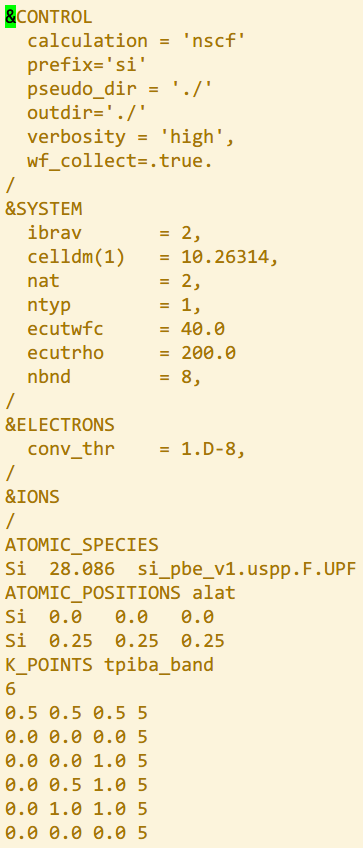 &CONTROL
  calculation = 'nscf'
  prefix='si'
  pseudo_dir = './'
  outdir='./'
  verbosity = 'high',
  wf_collect=.true.
/
&SYSTEM
  ibrav       = 2,
  celldm(1)   = 10.26314,
  nat         = 2,
  ntyp        = 1,
  ecutwfc     = 40.0
  ecutrho     = 200.0
  nbnd        = 8,
/
&ELECTRONS
  conv_thr    = 1.D-8,
/
&IONS
/
ATOMIC_SPECIES
Si  28.086  si_pbe_v1.uspp.F.UPF
ATOMIC_POSITIONS alat
Si  0.0   0.0   0.0
Si  0.25  0.25  0.25
K_POINTS tpiba_band
6
0.5 0.5 0.5 5
0.0 0.0 0.0 5
0.0 0.0 1.0 5
0.0 0.5 1.0 5
0.0 1.0 1.0 5
0.0 0.0 0.0 5